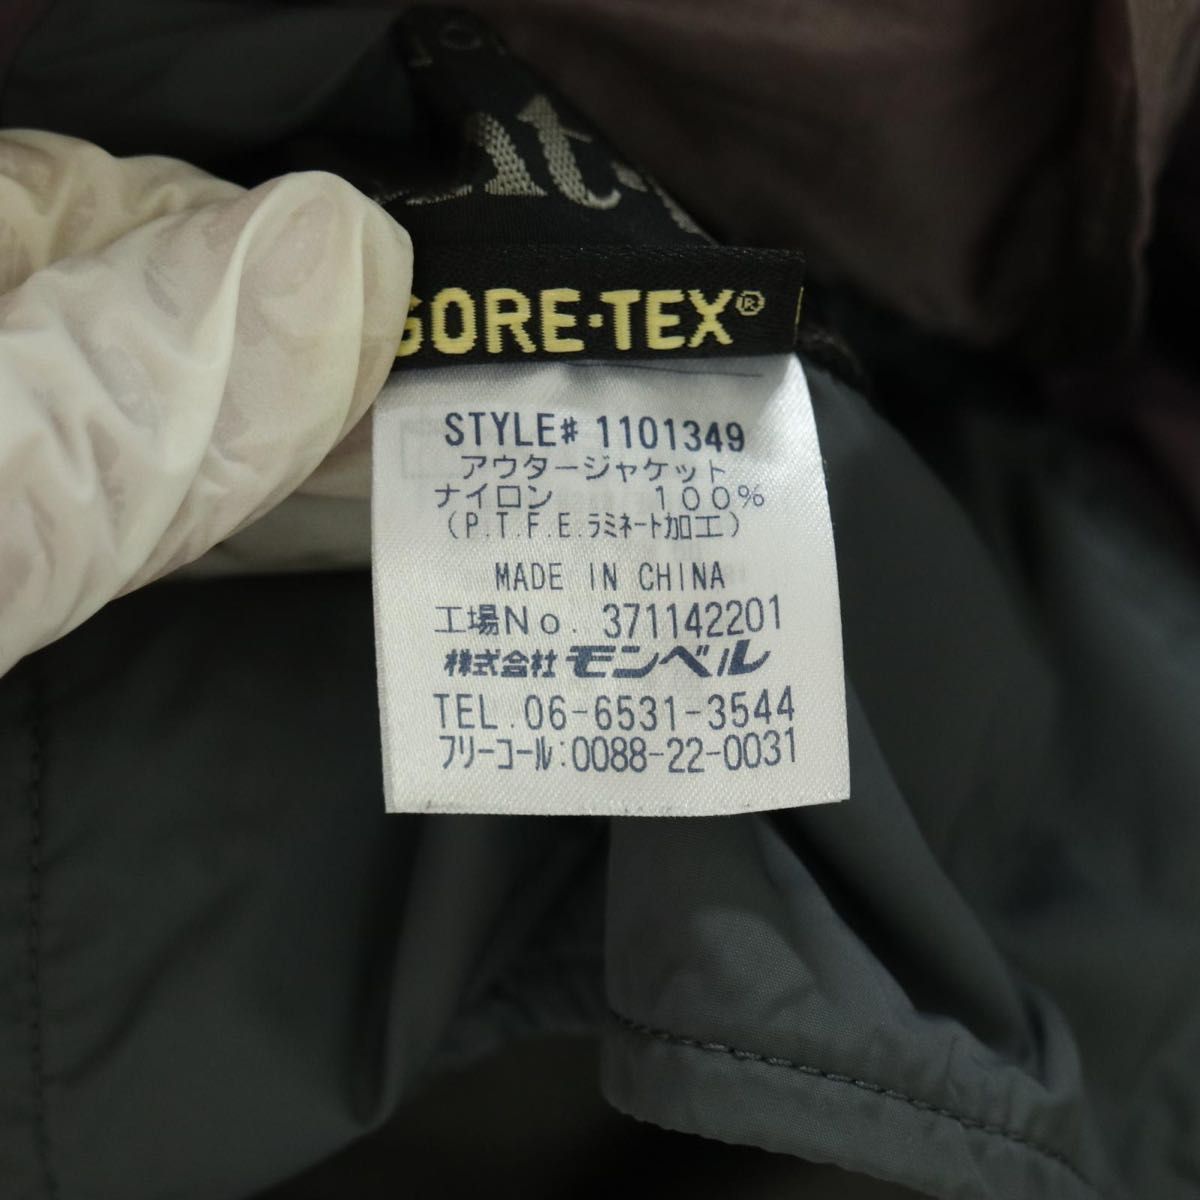 GORE-TEX®
STYLE# 1101349
アウタージャケット
ナイロン 100%
(P.T.F.E.ラミネート加工)
MADE IN CHINA
工場No. 371142201
株式会社モンベル
TEL.06-6531-3544
フリーコール:0088-22-0031